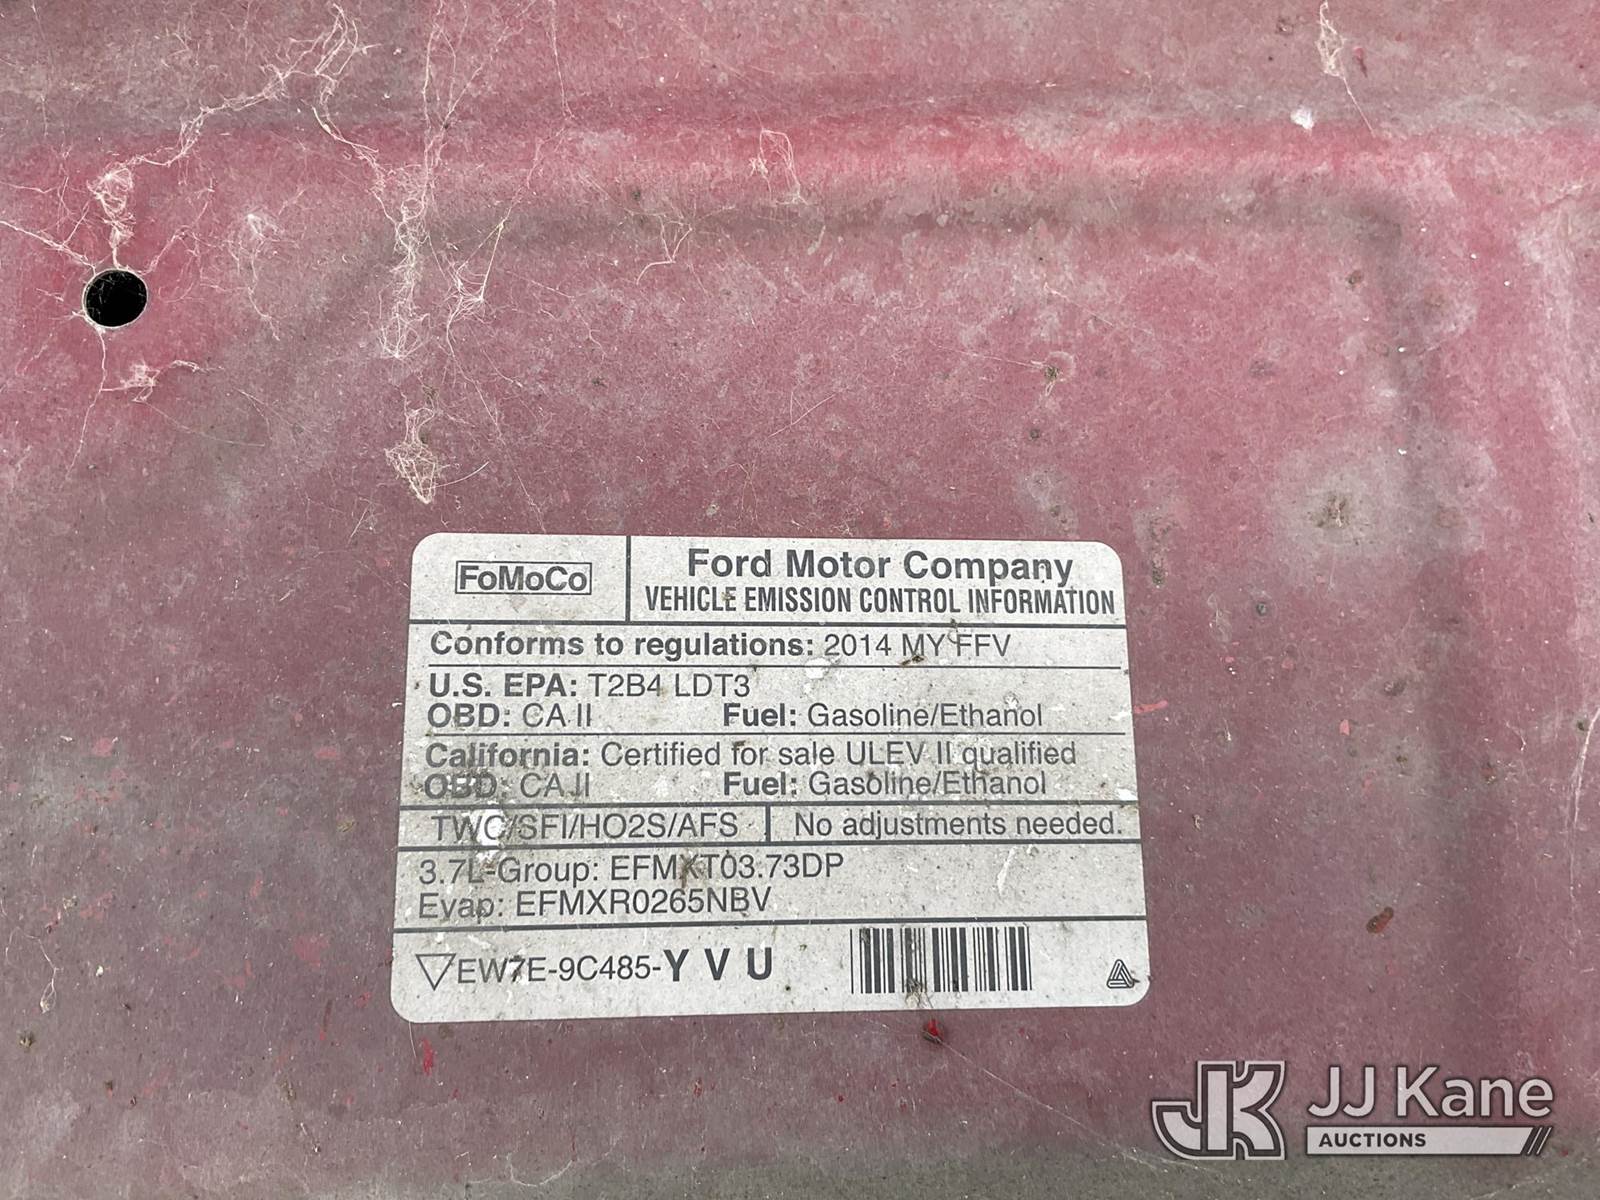 FoMoCo
Ford Motor Company
VEHICLE EMISSION CONTROL INFORMATION
Conforms to regulations: 2014 MY FFV
U.S. EPA: T2B4 LDT3
OBD: CA II Fuel: Gasoline/Ethanol
California: Certified for sale ULEV II qualified
OBD: CA II Fuel: Gasoline/Ethanol
TWC/SFI/HO2S/AFS No adjustments needed.
3.7L-Group: EFMXT03.73DP
Evap: EFMXR0265NBV
EW7E-9C485-Y V U
JK JJ Kane
AUCTIONS